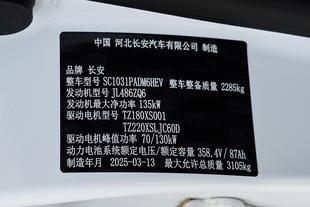 中国 河北长安汽车有限公司 制造
品牌 长安
整车型号 SC1031PADM6HEV 整车整备质量 2285kg
发动机型号 JL486ZQ6
发动机最大净功率 135kW
驱动电机型号 TZ180XS001
TZ220XSLJC60D
驱动电机峰值功率 70/130kW
动力电池系统额定电压/额定容量 358.4V/87Ah
制造年月 2025-03-13 最大允许总质量 3105kg